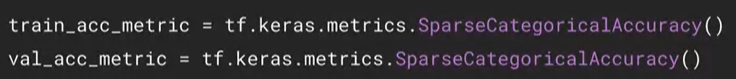 train_acc_metric = tf.keras.metrics.SparseCategoricalAccuracy()
val_acc_metric = tf.keras.metrics.SparseCategoricalAccuracy()